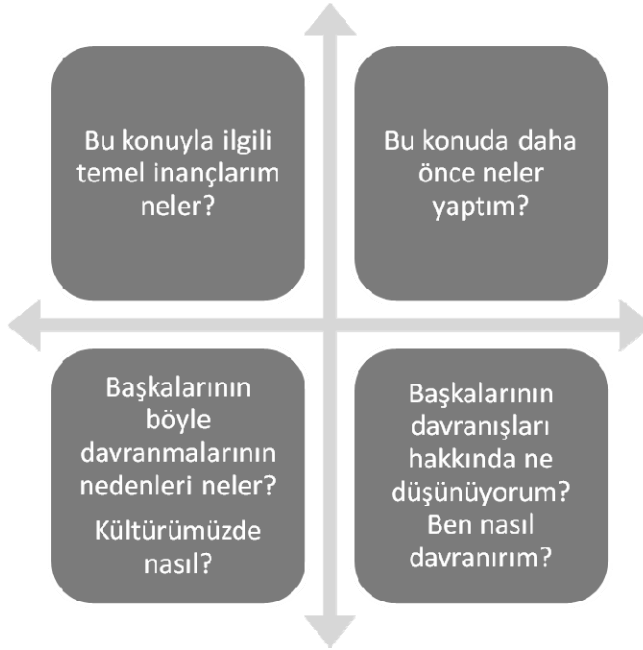 Bu konuyla ilgili
temel inançlarım
neler?
Bu konuda daha
önce neler
yaptım?
Başkalarının
böyle
davranmalarının
nedenleri neler?
Kültürümüzde
nasıl?
Başkalarının
davranışları
hakkında ne
düşünüyorum?
Ben nasıl
davranırım?